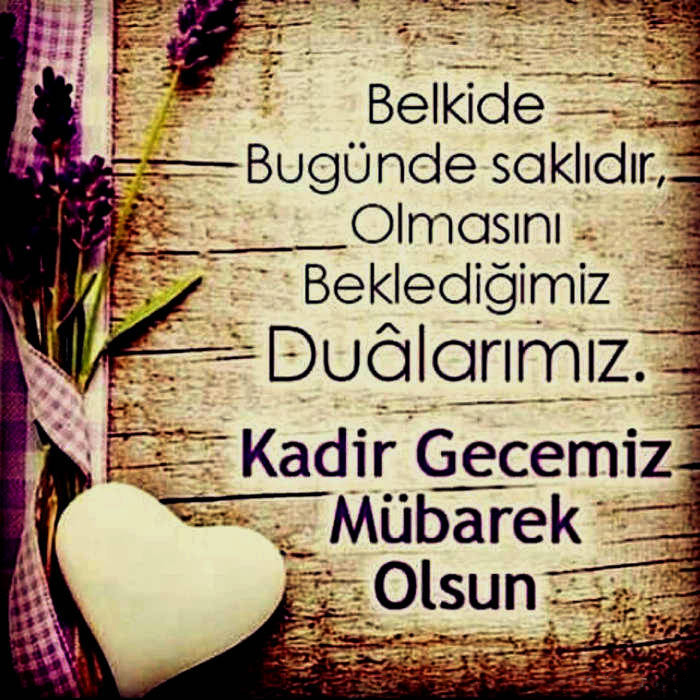 Belkide
Bugünde saklıdır,
Olmasını
Beklediğimiz
Duâlarımız.
Kadir Gecemiz
Mübarek
Olsun